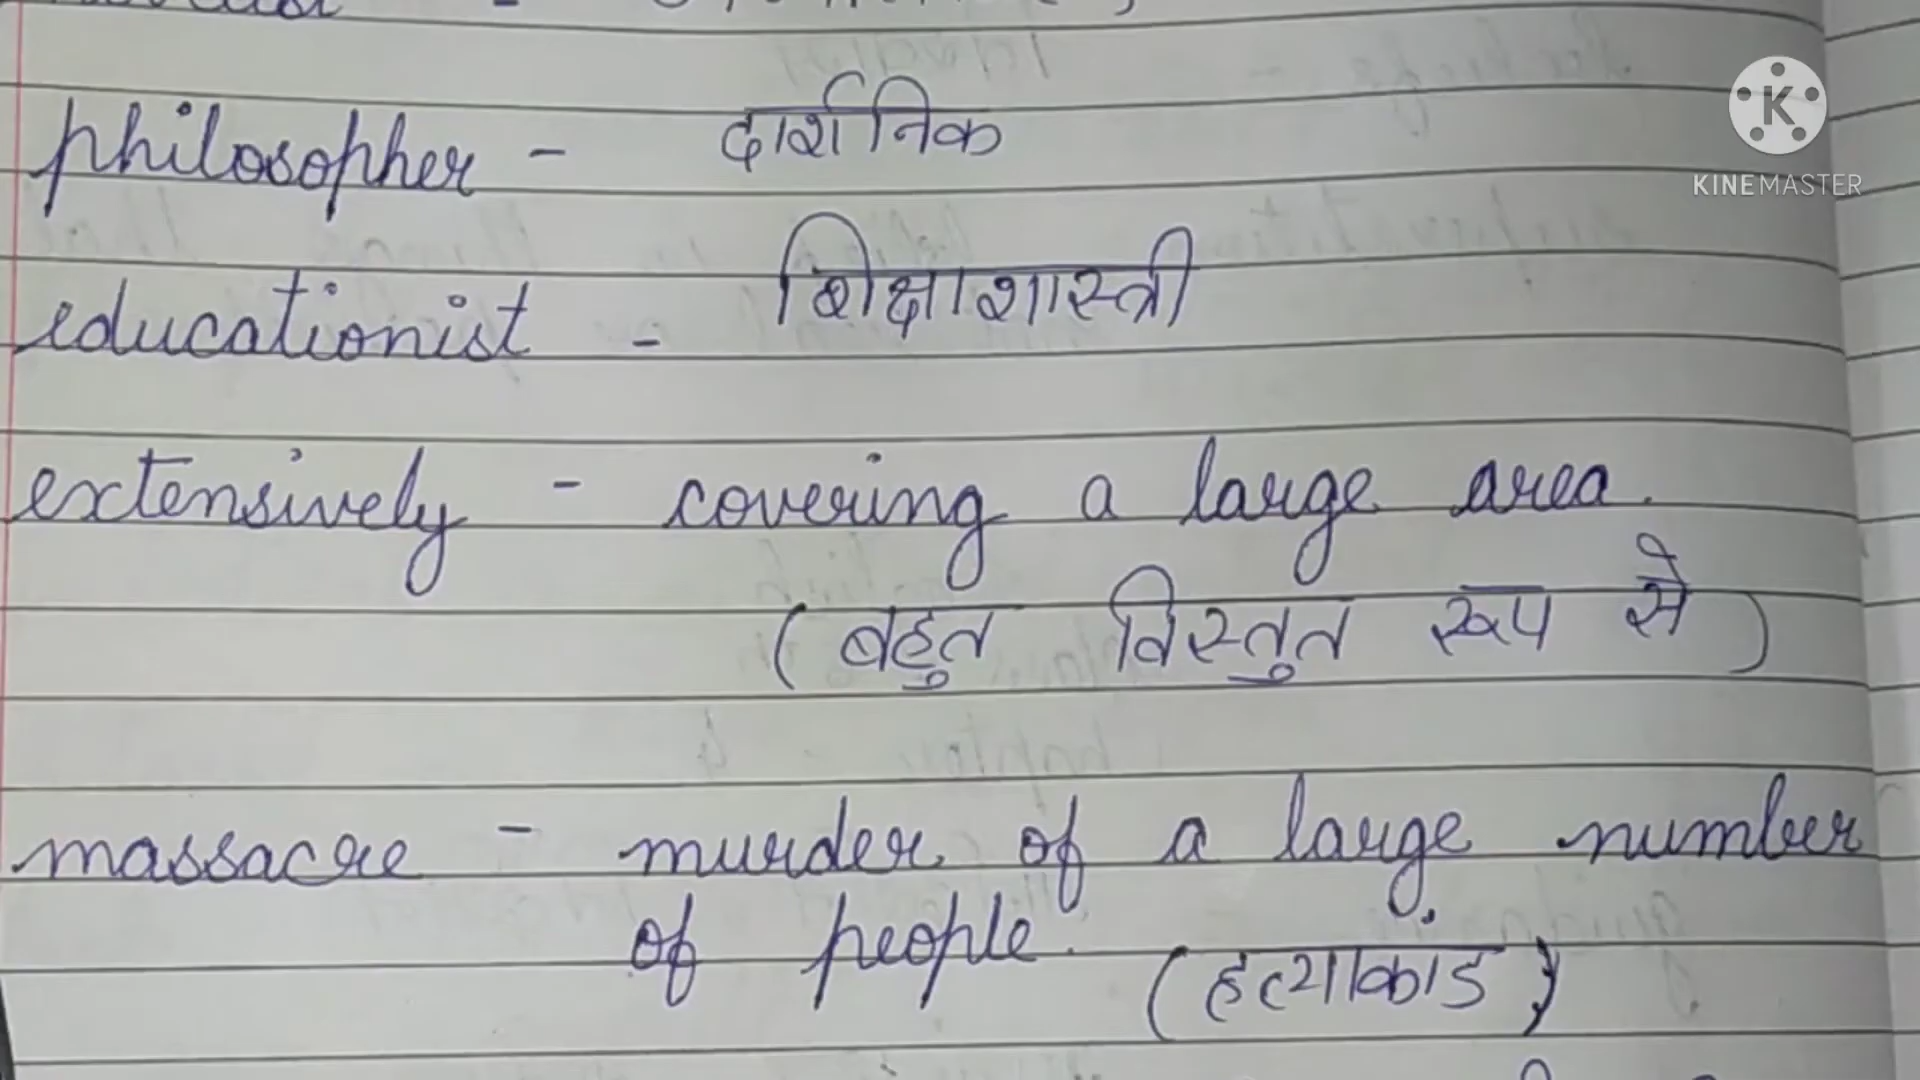 philosopher - दार्शनिक
educationist - शिक्षाशास्त्री
extensively - covering a large area.
(बहुत विस्तुत रूप से)
massacre - murder of a large number
of people. (हत्याकांड)
KINEMASTER